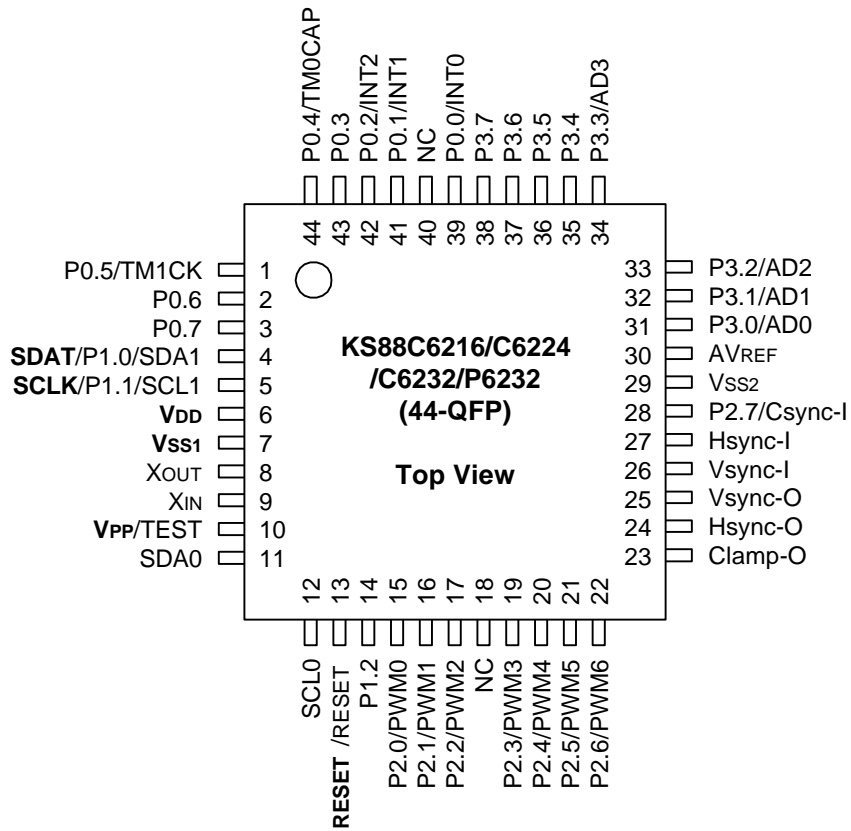 P0.4/TM0CAP
P0.3
P0.2/INT2
P0.1/INT1
NC
P0.0/INT0
P3.7
P3.6
P3.5
P3.4
P3.3/AD3
44
43
42
41
40
39
38
37
36
35
34
P0.5/TM1CK
P0.6
P0.7
SDAT/P1.0/SDA1
SCLK/P1.1/SCL1
VDD
VSS1
XOUT
XIN
VPP/TEST
SDA0
1
2
3
4
5
6
7
8
9
10
11
KS88C6216/C6224
/C6232/P6232
(44-QFP)
Top View
33
32
31
30
29
28
27
26
25
24
23
P3.2/AD2
P3.1/AD1
P3.0/AD0
AVREF
VSS2
P2.7/Csync-I
Hsync-I
Vsync-I
Vsync-O
Hsync-O
Clamp-O
12
13
14
15
16
17
18
19
20
21
22
SCL0
RESET /RESET
P1.2
P2.0/PWM0
P2.1/PWM1
P2.2/PWM2
NC
P2.3/PWM3
P2.4/PWM4
P2.5/PWM5
P2.6/PWM6